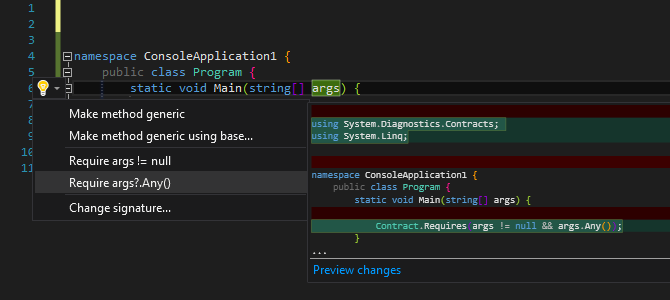 1
2
3
4 namespace ConsoleApplication1 {
5 public class Program {
6 static void Main(string[] args) {
7
8
9
10
11
Make method generic
Make method generic using base...
Require args != null
Require args?.Any()
Change signature...
using System.Diagnostics.Contracts;
using System.Linq;
namespace ConsoleApplication1 {
public class Program {
static void Main(string[] args) {
Contract.Requires args != null && args.Any() ;
}
...
Preview changes